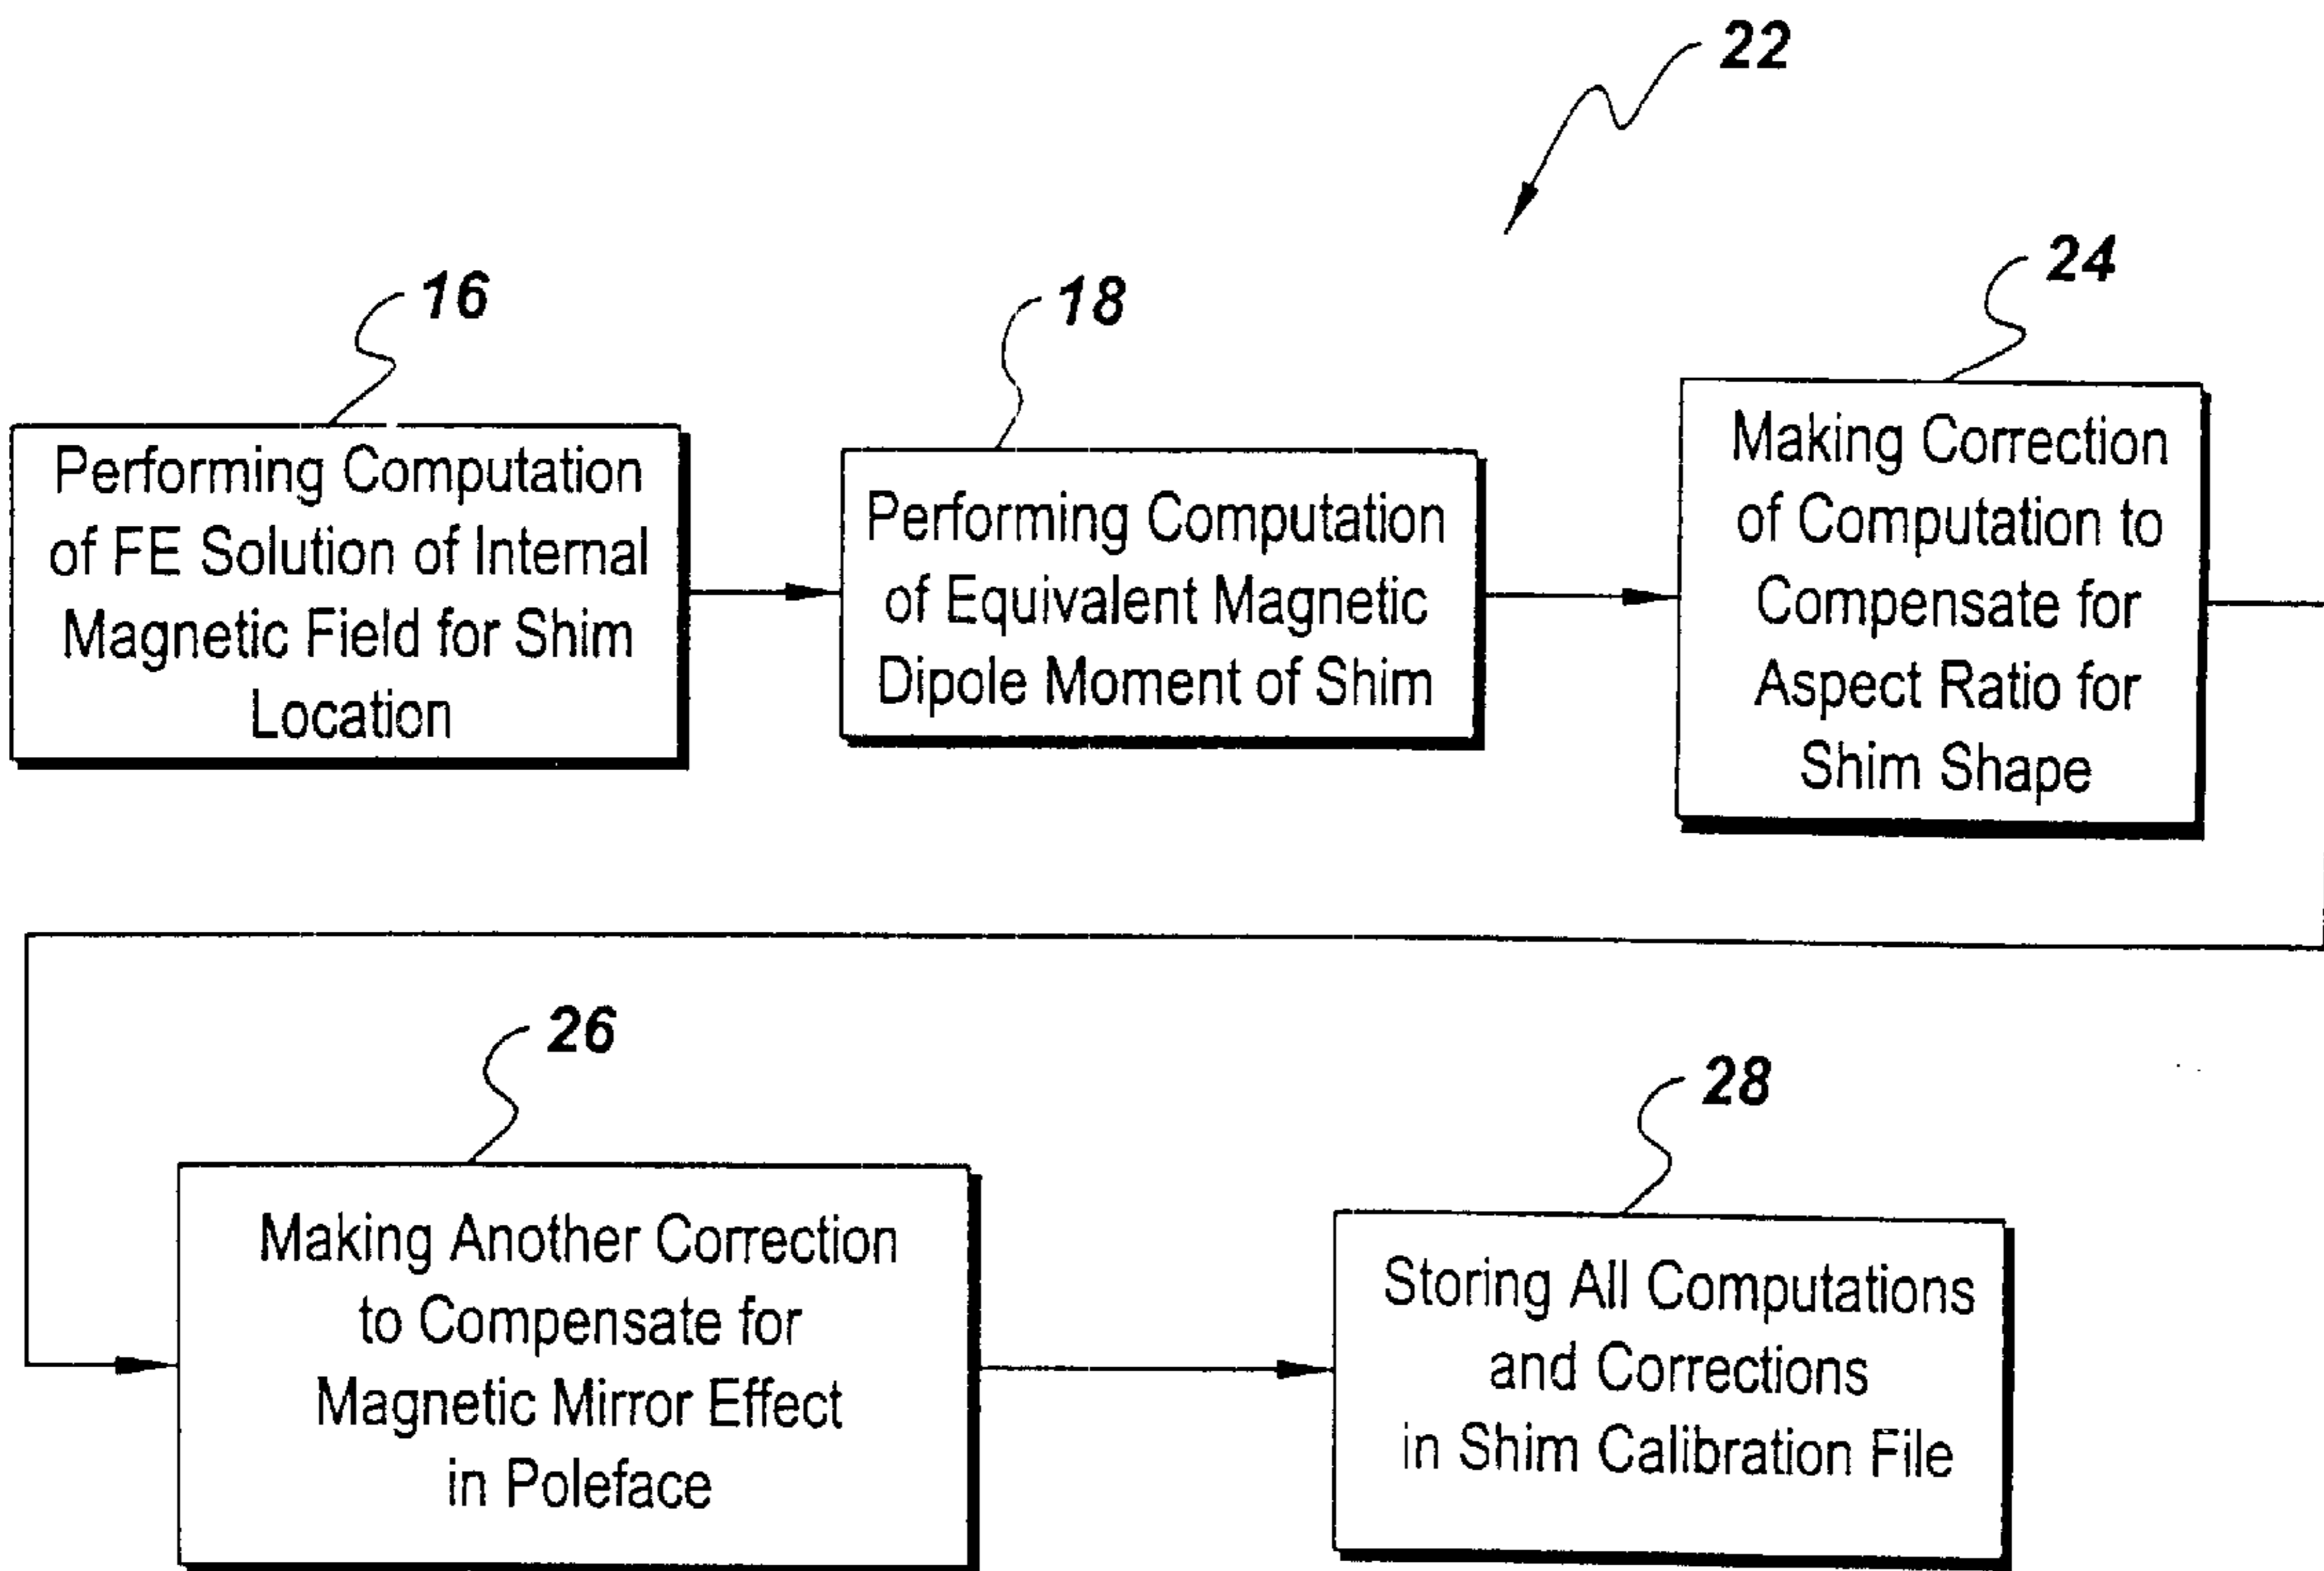 22
16
Performing Computation
of FE Solution of Internal
Magnetic Field for Shim
Location
18
Performing Computation
of Equivalent Magnetic
Dipole Moment of Shim
24
Making Correction
of Computation to
Compensate for
Aspect Ratio for
Shim Shape
26
Making Another Correction
to Compensate for
Magnetic Mirror Effect
in Poleface
28
Storing All Computations
and Corrections
in Shim Calibration File